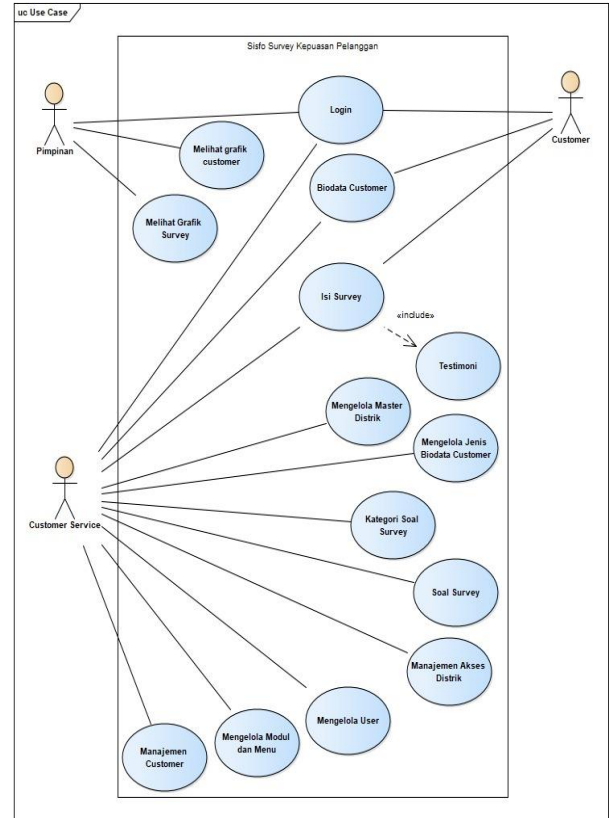 uc Use Case
Sisfo Survey Kepuasan Pelanggan
Pimpinan
Customer
Login
Melihat grafik
customer
Biodata Customer
Melihat Grafik
Survey
Isi Survey
«include»
Testimoni
Mengelola Master
Distrik
Mengelola Jenis
Biodata Customer
Customer Service
Kategori Soal
Survey
Soal Survey
Manajemen Akses
Distrik
Mengelola User
Mengelola Modul
dan Menu
Manajemen
Customer